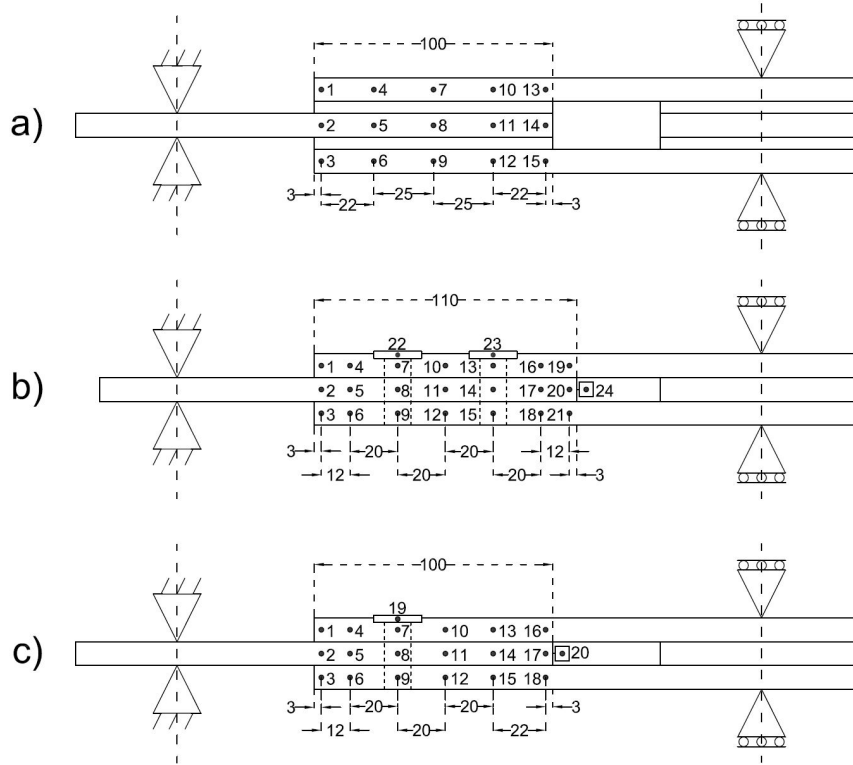 100
1 4 7 10 13
a)
2 5 8 11 14
3 6 9 12 15
3 22 25 25 22 3
110
22 23
1 4 7 10 13 16 19
b)
2 5 8 11 14 17 20 24
3 6 9 12 15 18 21
3 20 20 12
12 20 20 3
100
19
1 4 7 10 13 16
c)
2 5 8 11 14 17 20
3 6 9 12 15 18
3 20 20 3
12 20 22